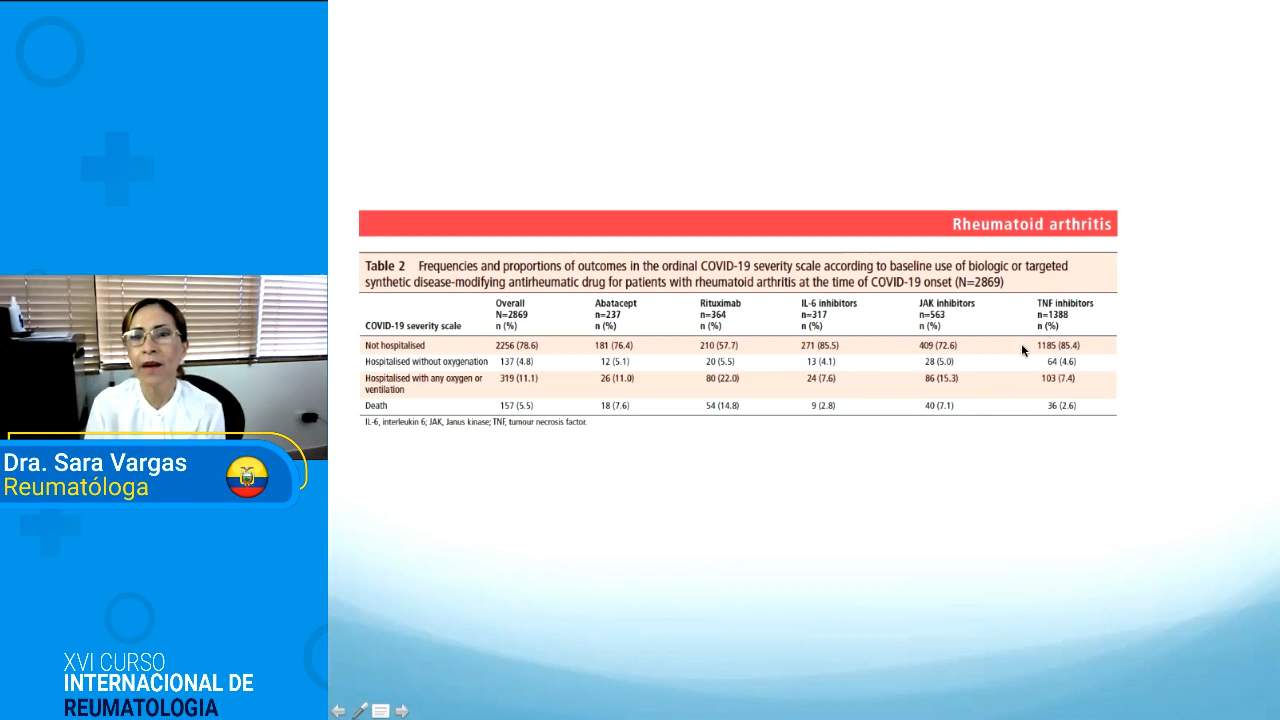 Dra. Sara Vargas
Reumatóloga
XVI CURSO
INTERNACIONAL DE
REUMATOLOGIA
Rheumatoid arthritis
Table 2 Frequencies and proportions of outcomes in the ordinal COVID-19 severity scale according to baseline use of biologic or targeted
synthetic disease-modifying antirheumatic drug for patients with rheumatoid arthritis at the time of COVID-19 onset (N=2869)
Overall Abatacept Rituximab IL-6 inhibitors JAK inhibitors TNF inhibitors
N=2869 n=237 n=364 n=317 n=563 n=1388
COVID-19 severity scale n (%) n (%) n (%) n (%) n (%) n (%)
Not hospitalised 2256 (78.6) 181 (76.4) 210 (57.7) 271 (85.5) 409 (72.6) 1185 (85.4)
Hospitalised without oxygenation 137 (4.8) 12 (5.1) 20 (5.5) 13 (4.1) 28 (5.0) 64 (4.6)
Hospitalised with any oxygen or 319 (11.1) 26 (11.0) 80 (22.0) 24 (7.6) 86 (15.3) 103 (7.4)
ventilation
Death 157 (5.5) 18 (7.6) 54 (14.8) 9 (2.8) 40 (7.1) 36 (2.6)
IL-6, interleukin 6; JAK, Janus kinase; TNF, tumour necrosis factor.